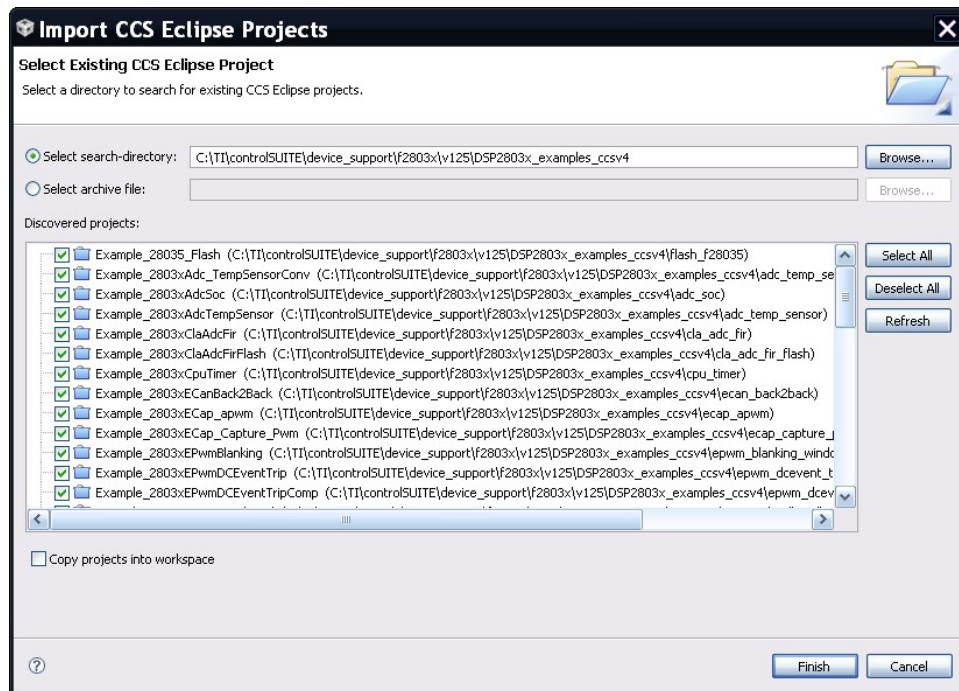 Import CCS Eclipse Projects
Select Existing CCS Eclipse Project
Select a directory to search for existing CCS Eclipse projects.
Select search-directory: C:\TI\controlSUITE\device_support\f2803x\v125\DSP2803x_examples_ccsv4 Browse...
Select archive file: Browse...
Discovered projects:
Example_28035_Flash (C:\TI\controlSUITE\device_support\f2803x\v125\DSP2803x_examples_ccsv4\flash_f28035) Select All
Example_2803xAdc_TempSensorConv (C:\TI\controlSUITE\device_support\f2803x\v125\DSP2803x_examples_ccsv4\adc_temp_se
Example_2803xAdcSoc (C:\TI\controlSUITE\device_support\f2803x\v125\DSP2803x_examples_ccsv4\adc_soc) Deselect All
Example_2803xAdcTempSensor (C:\TI\controlSUITE\device_support\f2803x\v125\DSP2803x_examples_ccsv4\adc_temp_sensor) Refresh
Example_2803xClaAdcFir (C:\TI\controlSUITE\device_support\f2803x\v125\DSP2803x_examples_ccsv4\cla_adc_fir)
Example_2803xClaAdcFirFlash (C:\TI\controlSUITE\device_support\f2803x\v125\DSP2803x_examples_ccsv4\cla_adc_fir_flash)
Example_2803xCpuTimer (C:\TI\controlSUITE\device_support\f2803x\v125\DSP2803x_examples_ccsv4\cpu_timer)
Example_2803xECanBack2Back (C:\TI\controlSUITE\device_support\f2803x\v125\DSP2803x_examples_ccsv4\ecan_back2back)
Example_2803xECap_apwm (C:\TI\controlSUITE\device_support\f2803x\v125\DSP2803x_examples_ccsv4\ecap_apwm)
Example_2803xECap_Capture_Pwm (C:\TI\controlSUITE\device_support\f2803x\v125\DSP2803x_examples_ccsv4\ecap_capture_
Example_2803xEPwmBlanking (C:\TI\controlSUITE\device_support\f2803x\v125\DSP2803x_examples_ccsv4\epwm_blanking_windo
Example_2803xEPwmDCEventTrip (C:\TI\controlSUITE\device_support\f2803x\v125\DSP2803x_examples_ccsv4\epwm_dcevent_t
Example_2803xEPwmDCEventTripComp (C:\TI\controlSUITE\device_support\f2803x\v125\DSP2803x_examples_ccsv4\epwm_dcev
Copy projects into workspace
Finish Cancel